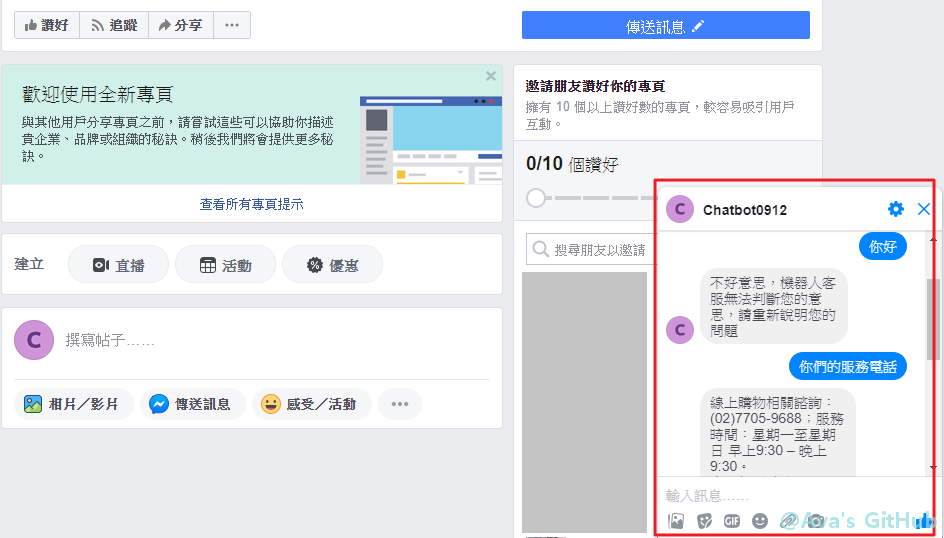 讚好 追蹤 分享
傳送訊息
歡迎使用全新專頁
與其他用戶分享專頁之前，請嘗試這些可以協助你描述
貴企業、品牌或組織的秘訣。稍後我們將會提供更多秘
訣。
查看所有專頁提示
建立 直播 活動 優惠
C 撰寫帖子……
相片／影片 傳送訊息 感受／活動
邀請朋友讚好你的專頁
擁有 10 個以上讚好數的專頁，較容易吸引用戶
互動。
0/10 個讚好
搜尋朋友以邀請
C Chatbot0912
你好
不好意思，機器人客
服無法判斷您的意
思，請重新說明您的
問題
C
你們的服務電話
線上購物相關諮詢：
(02)7705-9688；服務
時間：星期一至星期
日 早上9:30 – 晚上
9:30。
輸入訊息……
GIF
@Ava's GitHub